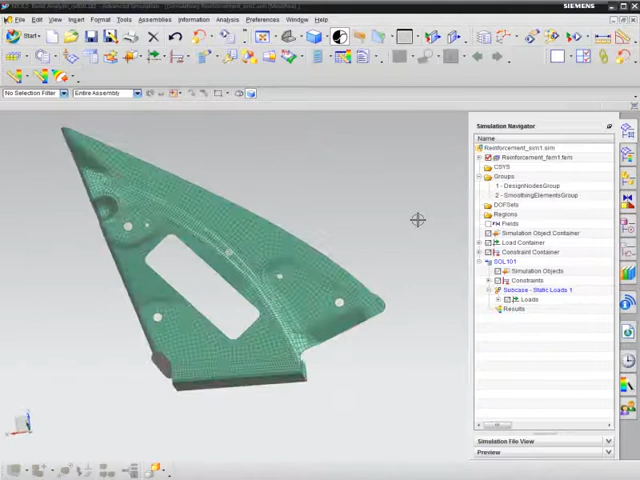 SIEMENS
File Edit View Insert Format Tools Assemblies Information Analysis Preferences Window Help
Start
No Selection Filter Entire Assembly
Simulation Navigator
Name
Reinforcement_sim1.sim
Reinforcement_fem1.fem
CSYS
Groups
1 - DesignNodesGroup
2 - SmoothingElementsGroup
DOFSets
Regions
Fields
Simulation Object Container
Load Container
Constraint Container
SOL101
Simulation Objects
Constraints
Subcase - Static Loads 1
Loads
Results
Simulation File View
Preview